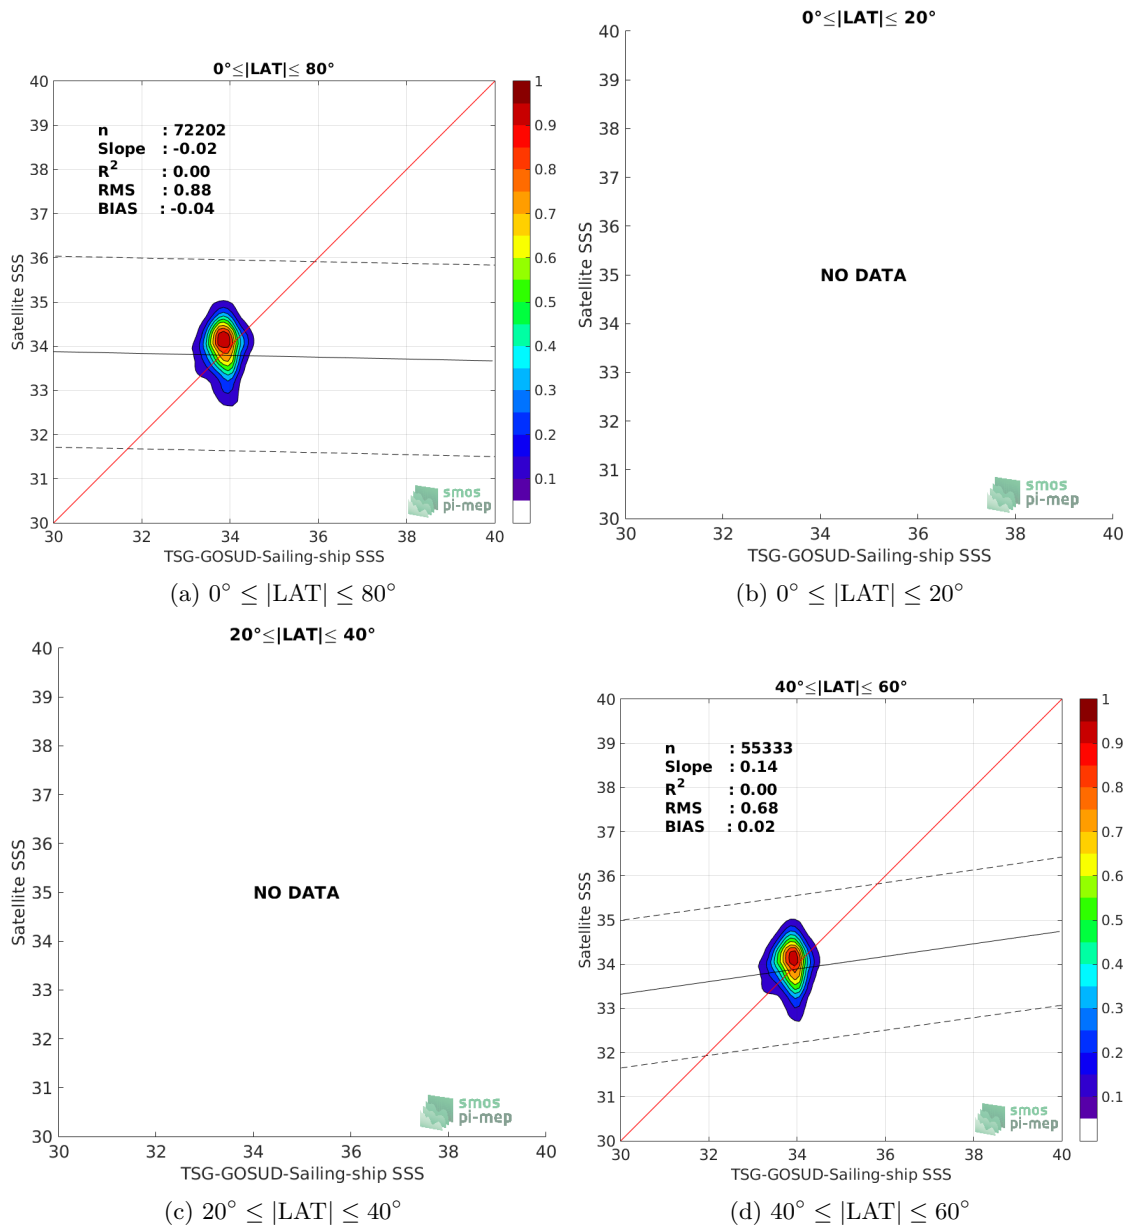 0°≤|LAT|≤ 80°
n : 72202
Slope : -0.02
R² : 0.00
RMS : 0.88
BIAS : -0.04
40
39
38
37
36
35
34
33
32
31
30
Satellite SSS
30 32 34 36 38 40
TSG-GOSUD-Sailing-ship SSS
1
0.9
0.8
0.7
0.6
0.5
0.4
0.3
0.2
0.1
smos
pi-mep
(a) 0° ≤ |LAT| ≤ 80°
0°≤|LAT|≤ 20°
40
39
38
37
36
35
34
33
32
31
30
Satellite SSS
NO DATA
smos
pi-mep
30 32 34 36 38 40
TSG-GOSUD-Sailing-ship SSS
(b) 0° ≤ |LAT| ≤ 20°
20°≤|LAT|≤ 40°
40
39
38
37
36
35
34
33
32
31
30
Satellite SSS
NO DATA
smos
pi-mep
30 32 34 36 38 40
TSG-GOSUD-Sailing-ship SSS
(c) 20° ≤ |LAT| ≤ 40°
40°≤|LAT|≤ 60°
n : 55333
Slope : 0.14
R² : 0.00
RMS : 0.68
BIAS : 0.02
40
39
38
37
36
35
34
33
32
31
30
Satellite SSS
30 32 34 36 38 40
TSG-GOSUD-Sailing-ship SSS
1
0.9
0.8
0.7
0.6
0.5
0.4
0.3
0.2
0.1
smos
pi-mep
(d) 40° ≤ |LAT| ≤ 60°